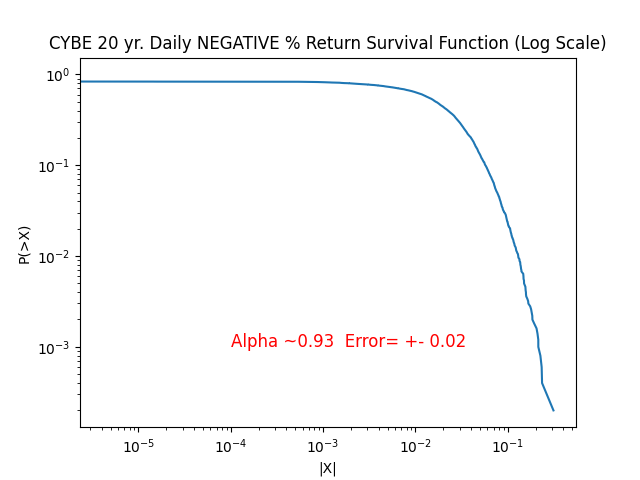 CYBE 20 yr. Daily NEGATIVE % Return Survival Function (Log Scale)
10⁰
10⁻¹
10⁻²
10⁻³
P(>X)
Alpha ~0.93  Error= +- 0.02
10⁻⁵ 10⁻⁴ 10⁻³ 10⁻² 10⁻¹
|X|